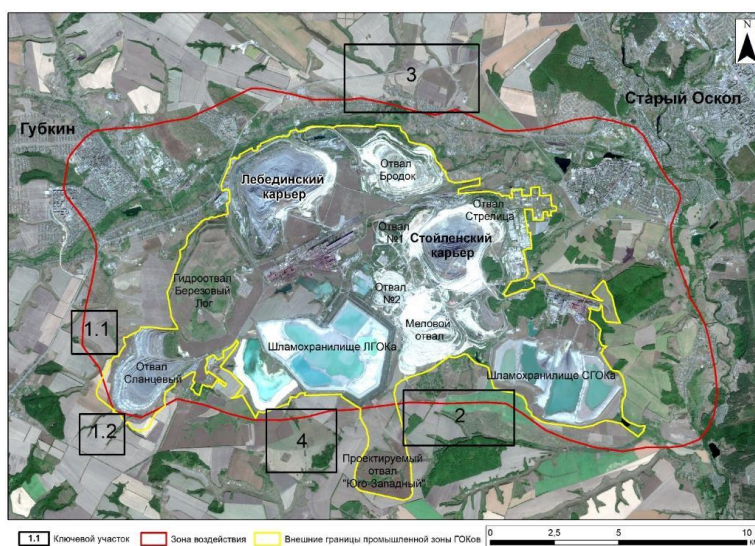 3
N
Старый Оскол
Губкин
Отвал
Бродок
Лебединский
карьер
Отвал
Стрелица
Отвал
№1
Стойленский
карьер
Гидроотвал
Березовый
Лог
Отвал
№2
Меловой
отвал
1.1
Шламохранилище ЛГОКа
Отвал
Сланцевый
Шламохранилище СГОКа
1.2
4
2
Проектируемый
отвал
"Юго-Западный"
1.1 Ключевой участок Зона воздействия Внешние границы промышленной зоны ГОКов
0 2,5 5 10